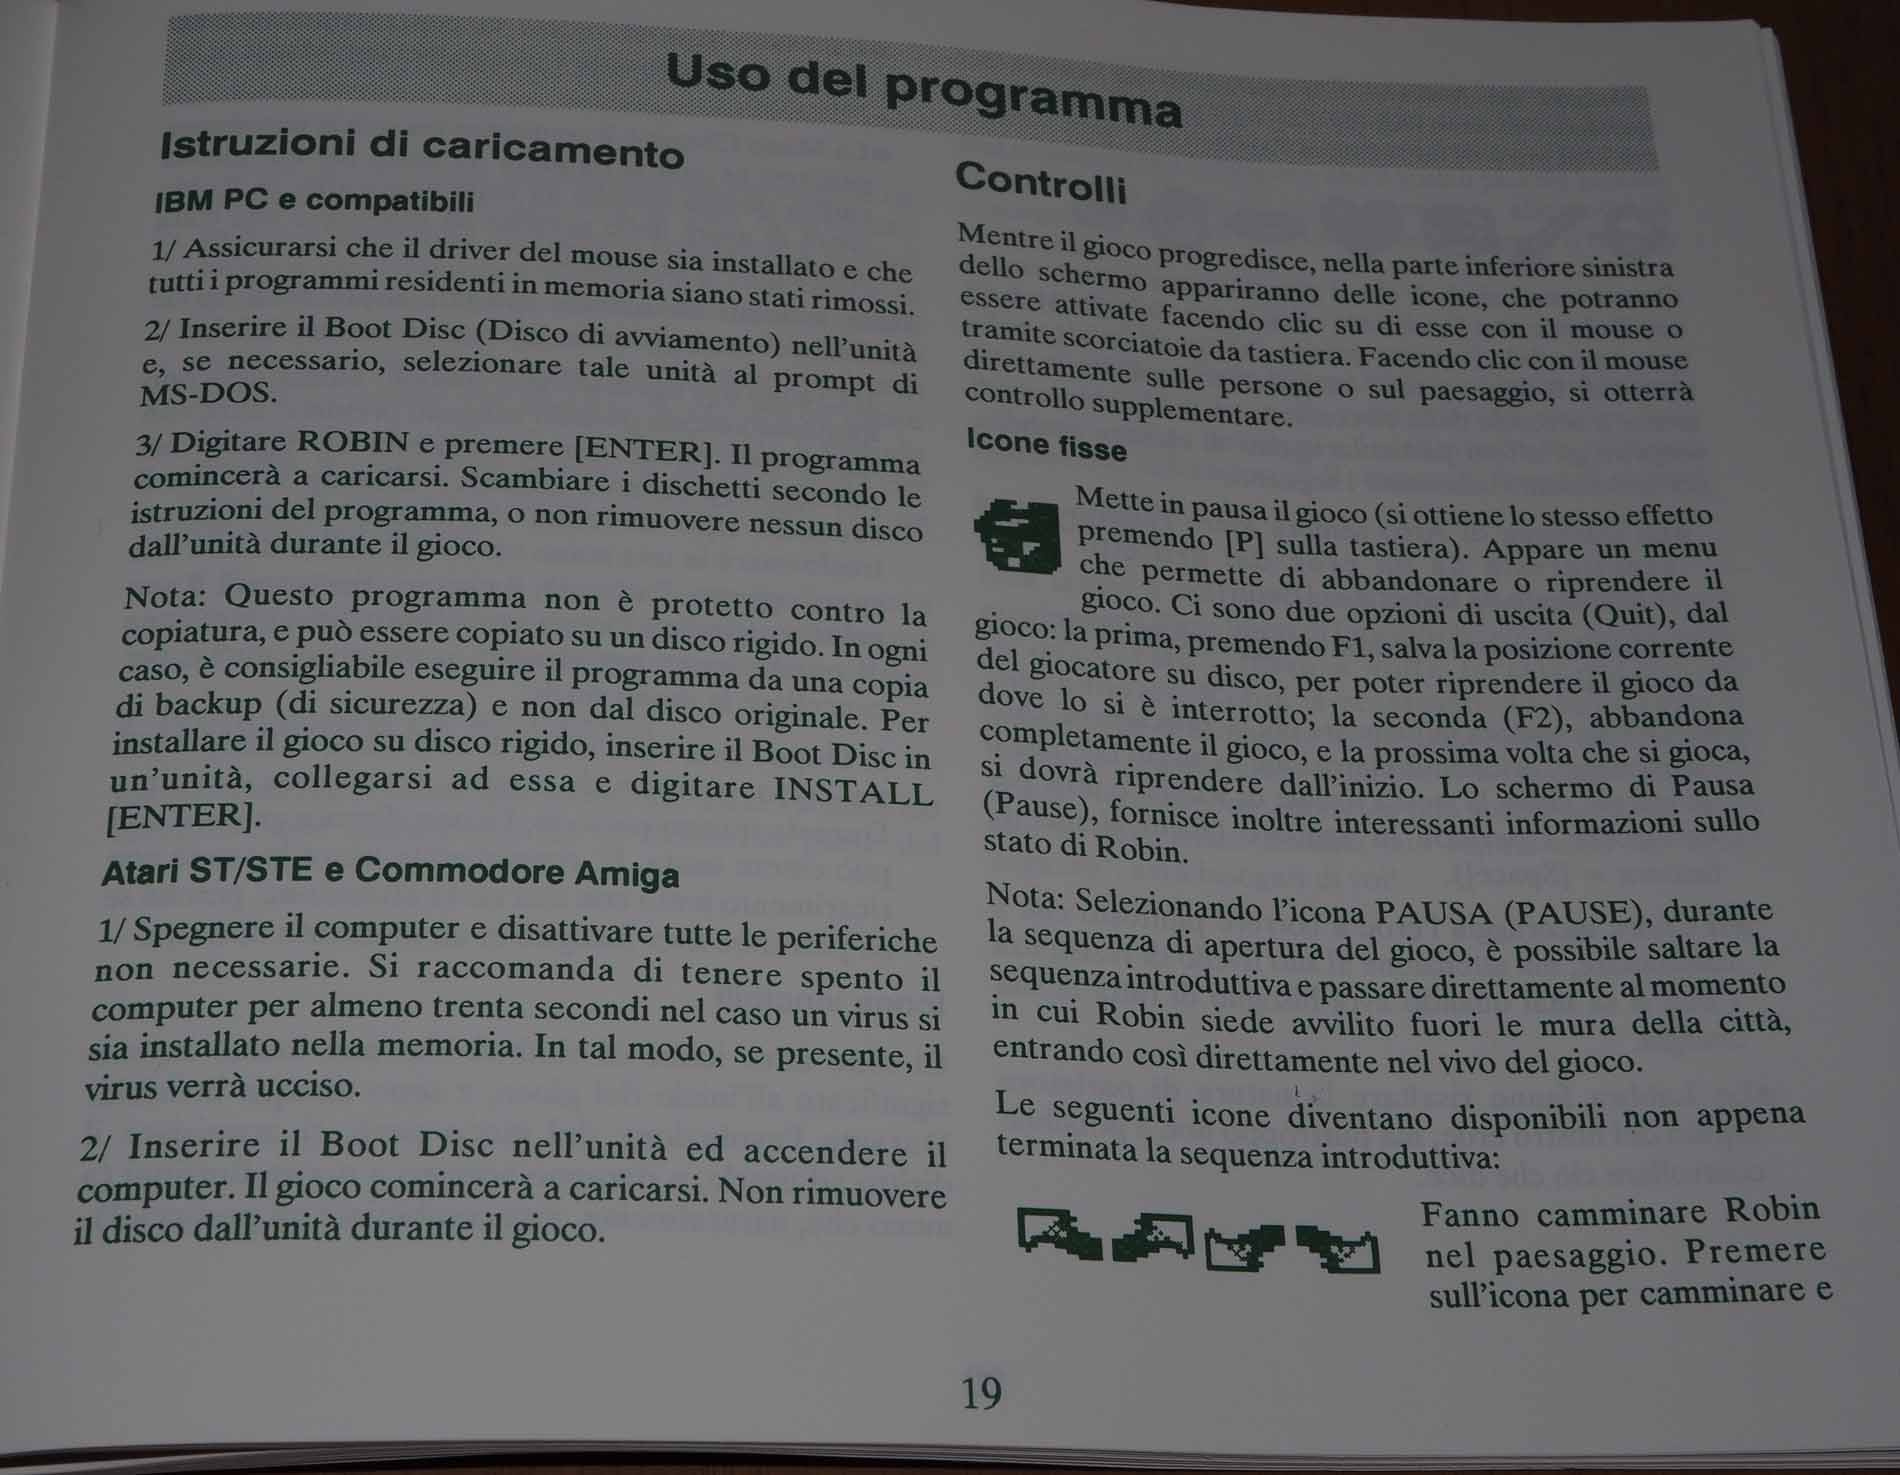 Uso del programma
Istruzioni di caricamento
IBM PC e compatibili
1/ Assicurarsi che il driver del mouse sia installato e che
tutti i programmi residenti in memoria siano stati rimossi.
2/ Inserire il Boot Disc (Disco di avviamento) nell'unità
e, se necessario, selezionare tale unità al prompt di
MS-DOS.
3/ Digitare ROBIN e premere [ENTER]. Il programma
comincerà a caricarsi. Scambiare i dischetti secondo le
istruzioni del programma, o non rimuovere nessun disco
dall'unità durante il gioco.
Nota: Questo programma non è protetto contro la
copiatura, e può essere copiato su un disco rigido. In ogni
caso, è consigliabile eseguire il programma da una copia
di backup (di sicurezza) e non dal disco originale. Per
installare il gioco su disco rigido, inserire il Boot Disc in
un'unità, collegarsi ad essa e digitare INSTALL
[ENTER].
Atari ST/STE e Commodore Amiga
1/ Spegnere il computer e disattivare tutte le periferiche
non necessarie. Si raccomanda di tenere spento il
computer per almeno trenta secondi nel caso un virus si
sia installato nella memoria. In tal modo, se presente, il
virus verrà ucciso.
2/ Inserire il Boot Disc nell'unità ed accendere il
computer. Il gioco comincerà a caricarsi. Non rimuovere
il disco dall'unità durante il gioco.
Controlli
Mentre il gioco progredisce, nella parte inferiore sinistra
dello schermo appariranno delle icone, che potranno
essere attivate facendo clic su di esse con il mouse o
tramite scorciatoie da tastiera. Facendo clic con il mouse
direttamente sulle persone o sul paesaggio, si otterrà
controllo supplementare.
Icone fisse
Mette in pausa il gioco (si ottiene lo stesso effetto
premendo [P] sulla tastiera). Appare un menu
che permette di abbandonare o riprendere il
gioco. Ci sono due opzioni di uscita (Quit), dal
gioco: la prima, premendo F1, salva la posizione corrente
del giocatore su disco, per poter riprendere il gioco da
dove lo si è interrotto; la seconda (F2), abbandona
completamente il gioco, e la prossima volta che si gioca,
si dovrà riprendere dall'inizio. Lo schermo di Pausa
(Pause), fornisce inoltre interessanti informazioni sullo
stato di Robin.
Nota: Selezionando l'icona PAUSA (PAUSE), durante
la sequenza di apertura del gioco, è possibile saltare la
sequenza introduttiva e passare direttamente al momento
in cui Robin siede avvilito fuori le mura della città,
entrando così direttamente nel vivo del gioco.
Le seguenti icone diventano disponibili non appena
terminata la sequenza introduttiva:
Fanno camminare Robin
nel paesaggio. Premere
sull'icona per camminare e
19